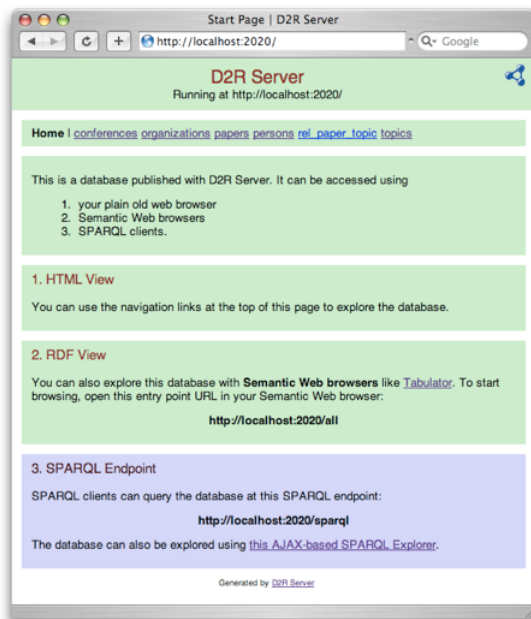 Start Page | D2R Server
http://localhost:2020/
Google
D2R Server
Running at http://localhost:2020/
Home | conferences organizations papers persons rel_paper_topic topics
This is a database published with D2R Server. It can be accessed using
1. your plain old web browser
2. Semantic Web browsers
3. SPARQL clients.
1. HTML View
You can use the navigation links at the top of this page to explore the database.
2. RDF View
You can also explore this database with Semantic Web browsers like Tabulator. To start
browsing, open this entry point URL in your Semantic Web browser:
http://localhost:2020/all
3. SPARQL Endpoint
SPARQL clients can query the database at this SPARQL endpoint:
http://localhost:2020/sparql
The database can also be explored using this AJAX-based SPARQL Explorer.
Generated by D2R Server